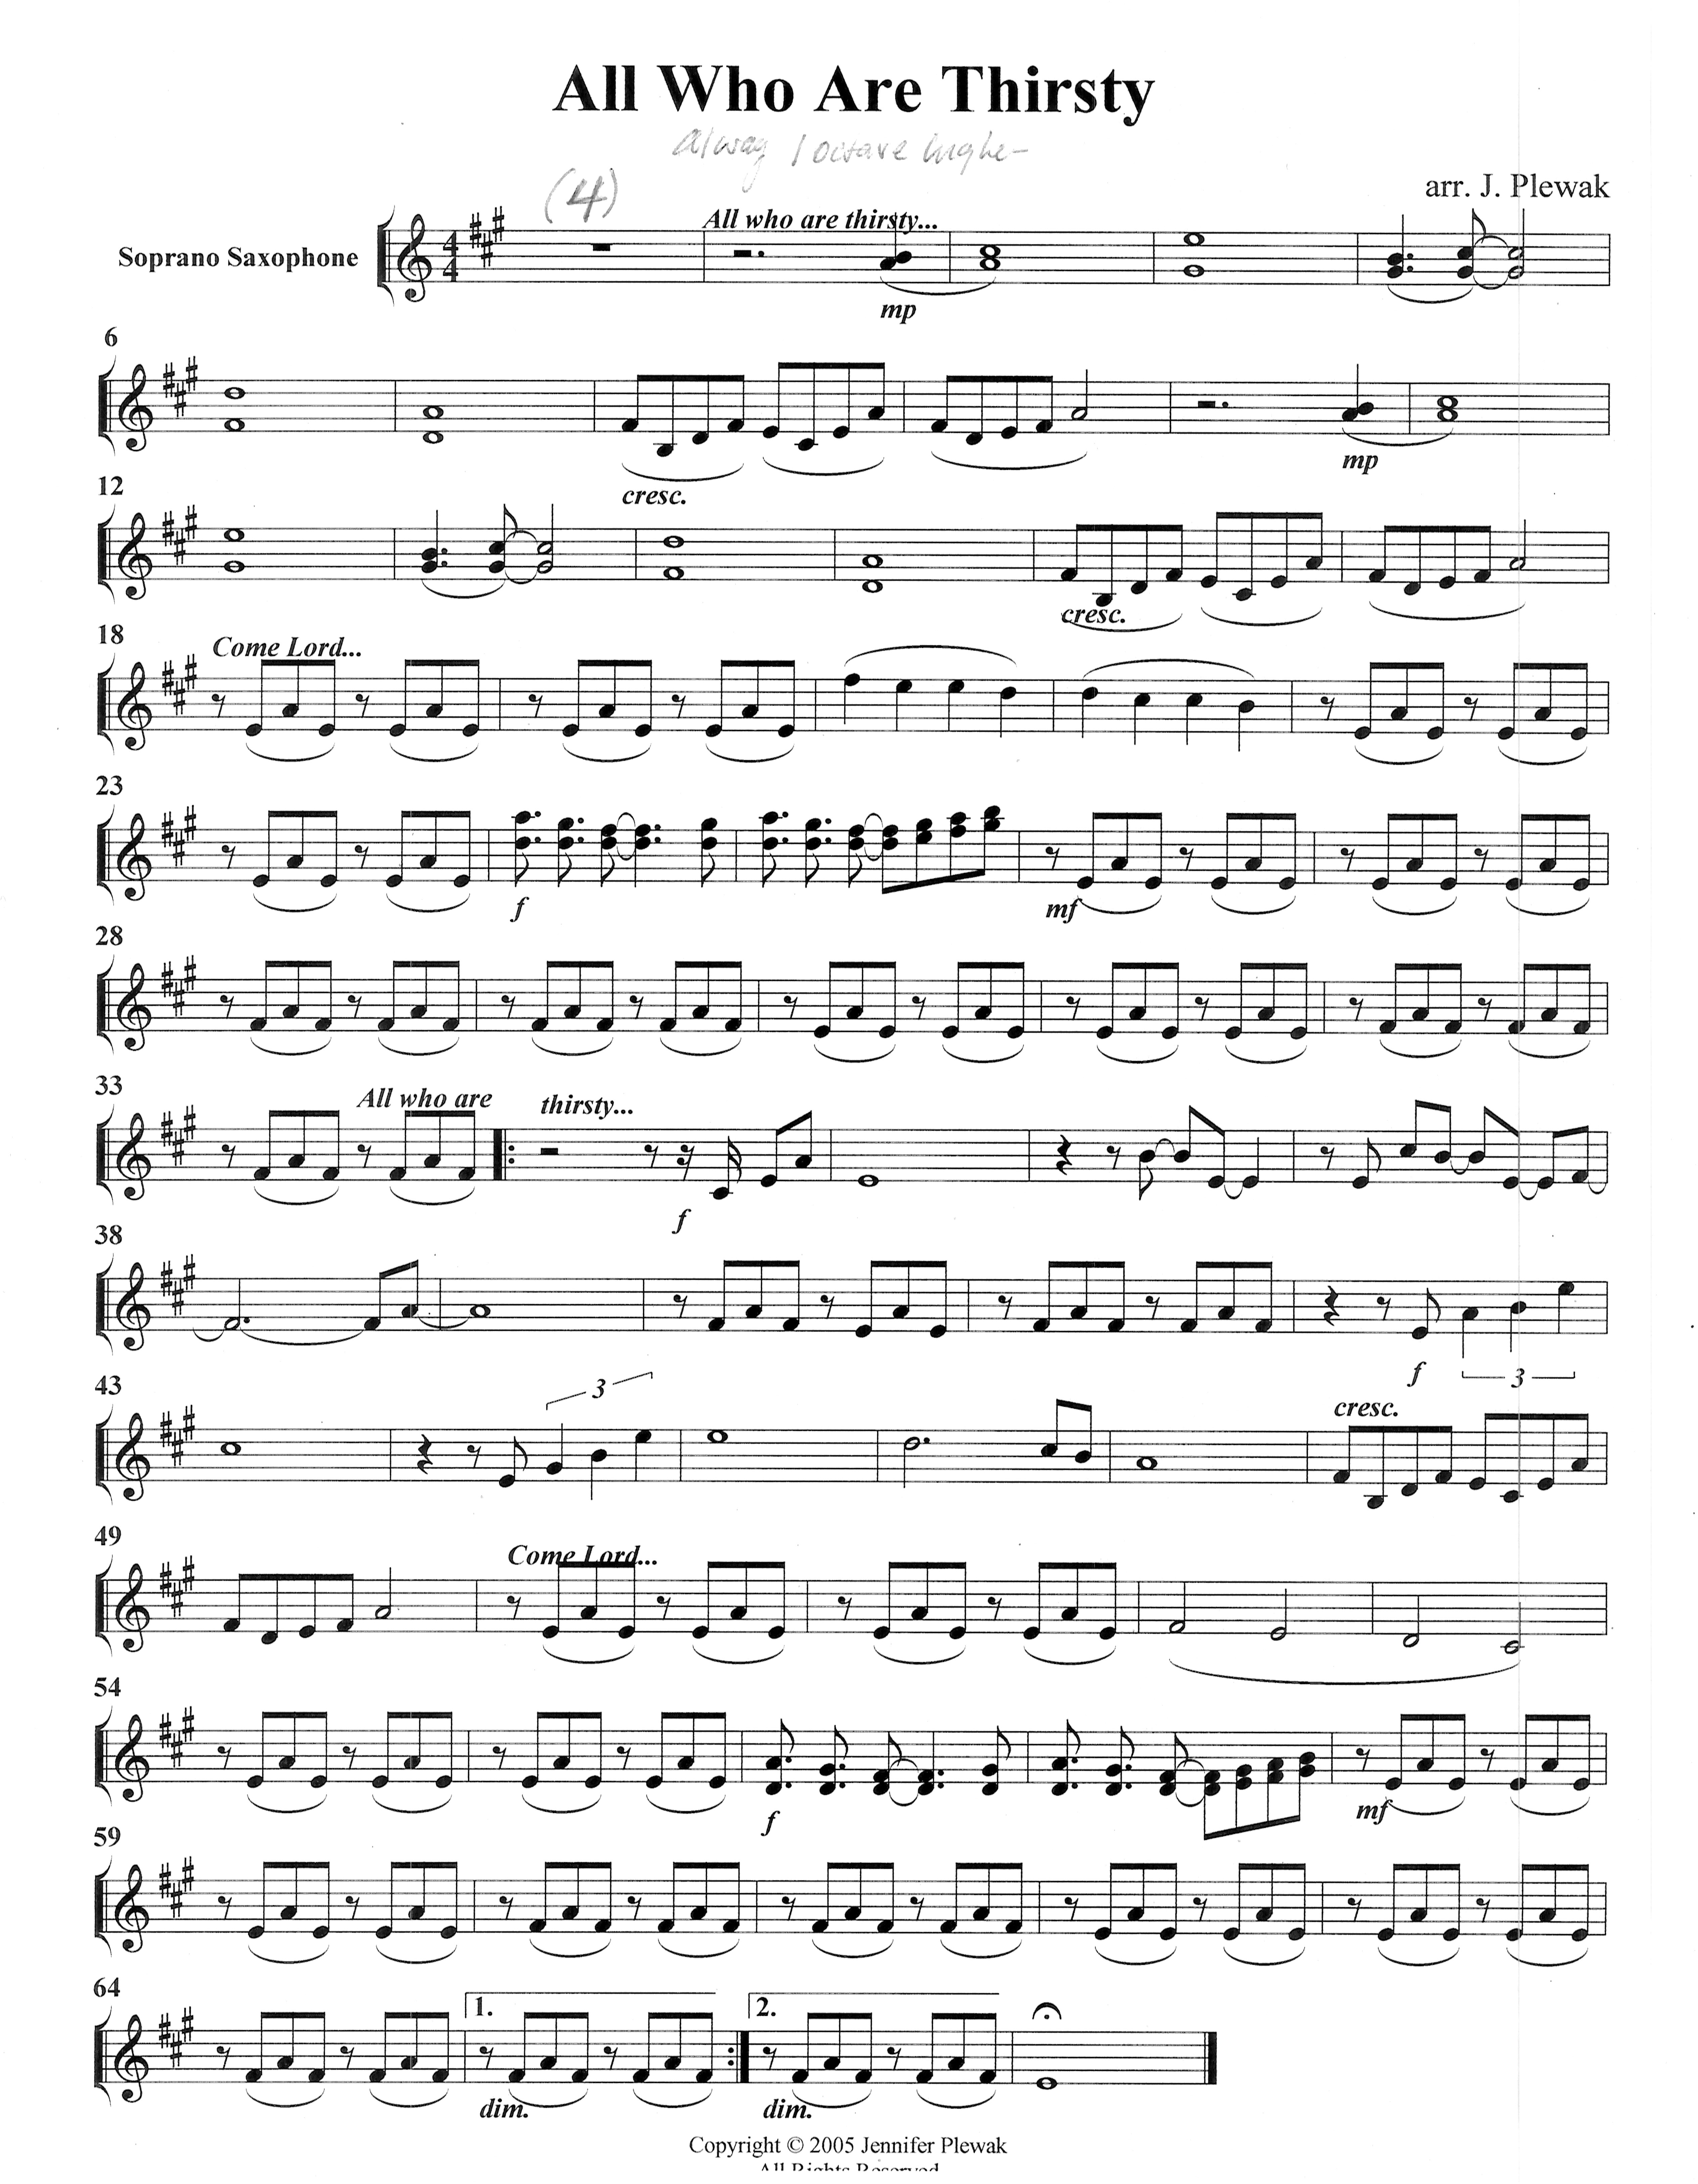 All Who Are Thirsty
Alway 1 octave highe
(4)
arr. J. Plewak
All who are thirsty...
Soprano Saxophone
4
4
mp
6
cresc.
mp
12
cresc.
18
Come Lord...
23
f
mf
28
33
All who are thirsty...
f
38
f
3
43
3
cresc.
49
Come Lord...
54
f
mf
59
64
1.
2.
dim.
dim.
Copyright © 2005 Jennifer Plewak
All Rights Reserved